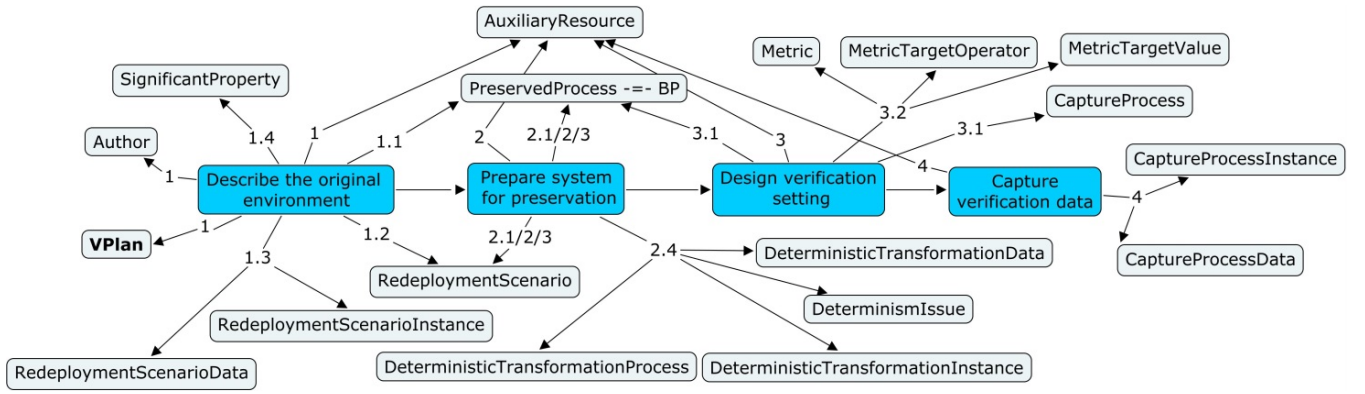 AuxiliaryResource
Metric
MetricTargetOperator
MetricTargetValue
SignificantProperty
PreservedProcess -=- BP
CaptureProcess
3.2
1.4
1
1.1
2
2.1/2/3
3.1
3
3.1
Author
1
4
CaptureProcessInstance
Describe the original
environment
Prepare system
for preservation
Design verification
setting
Capture
verification data
4
VPlan
1
1.2
2.1/2/3
1.3
2.4
DeterministicTransformationData
CaptureProcessData
RedeploymentScenario
DeterminismIssue
RedeploymentScenarioInstance
RedeploymentScenarioData
DeterministicTransformationProcess
DeterministicTransformationInstance